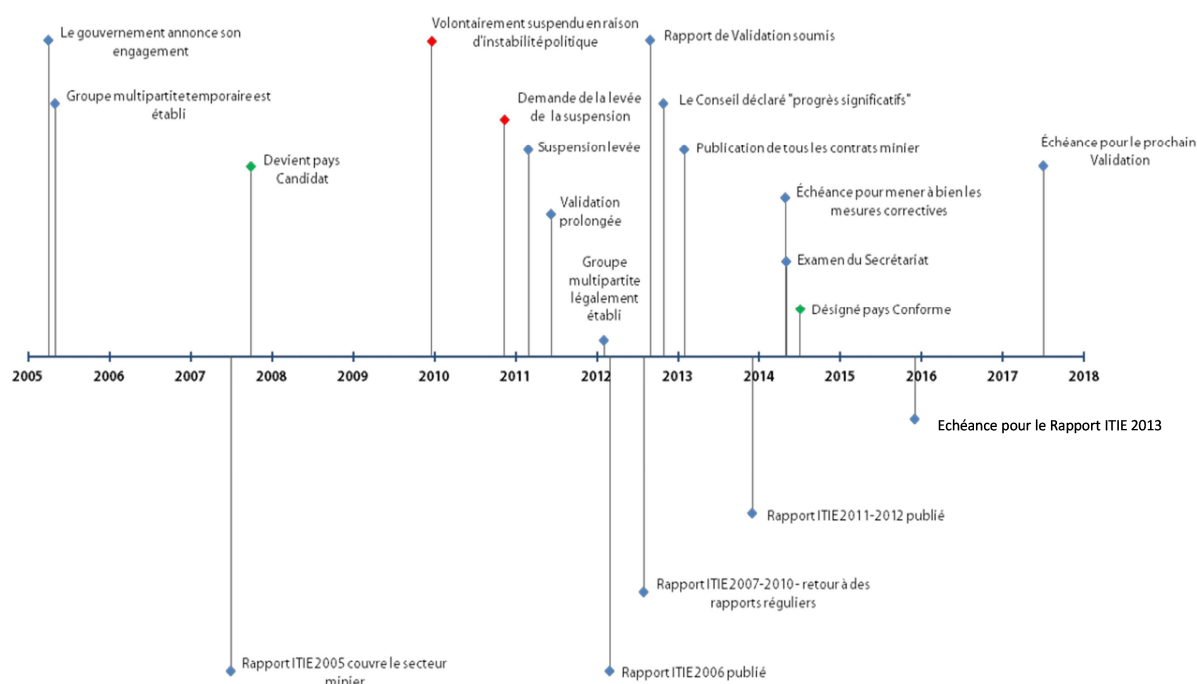 Le gouvernement annonce son
engagement
Groupe multipartite temporaire est
établi
Devient pays
Candidat
Volontairement suspendu en raison
d'instabilité politique
Demande de la levée
de la suspension
Suspension levée
Validation
prolongée
Groupe
multipartite
légalement
établi
Rapport de Validation soumis
Le Conseil déclaré "progrès significatifs"
Publication de tous les contrats minier
Échéance pour mener à bien les
mesures correctives
Examen du Secrétariat
Désigné pays Conforme
Échéance pour le prochain
Validation
2005 2006 2007 2008 2009 2010 2011 2012 2013 2014 2015 2016 2017 2018
Echéance pour le Rapport ITIE 2013
Rapport ITIE 2011-2012 publié
Rapport ITIE 2007-2010 - retour à des
rapports réguliers
Rapport ITIE 2005 couvre le secteur
minier
Rapport ITIE 2006 publié